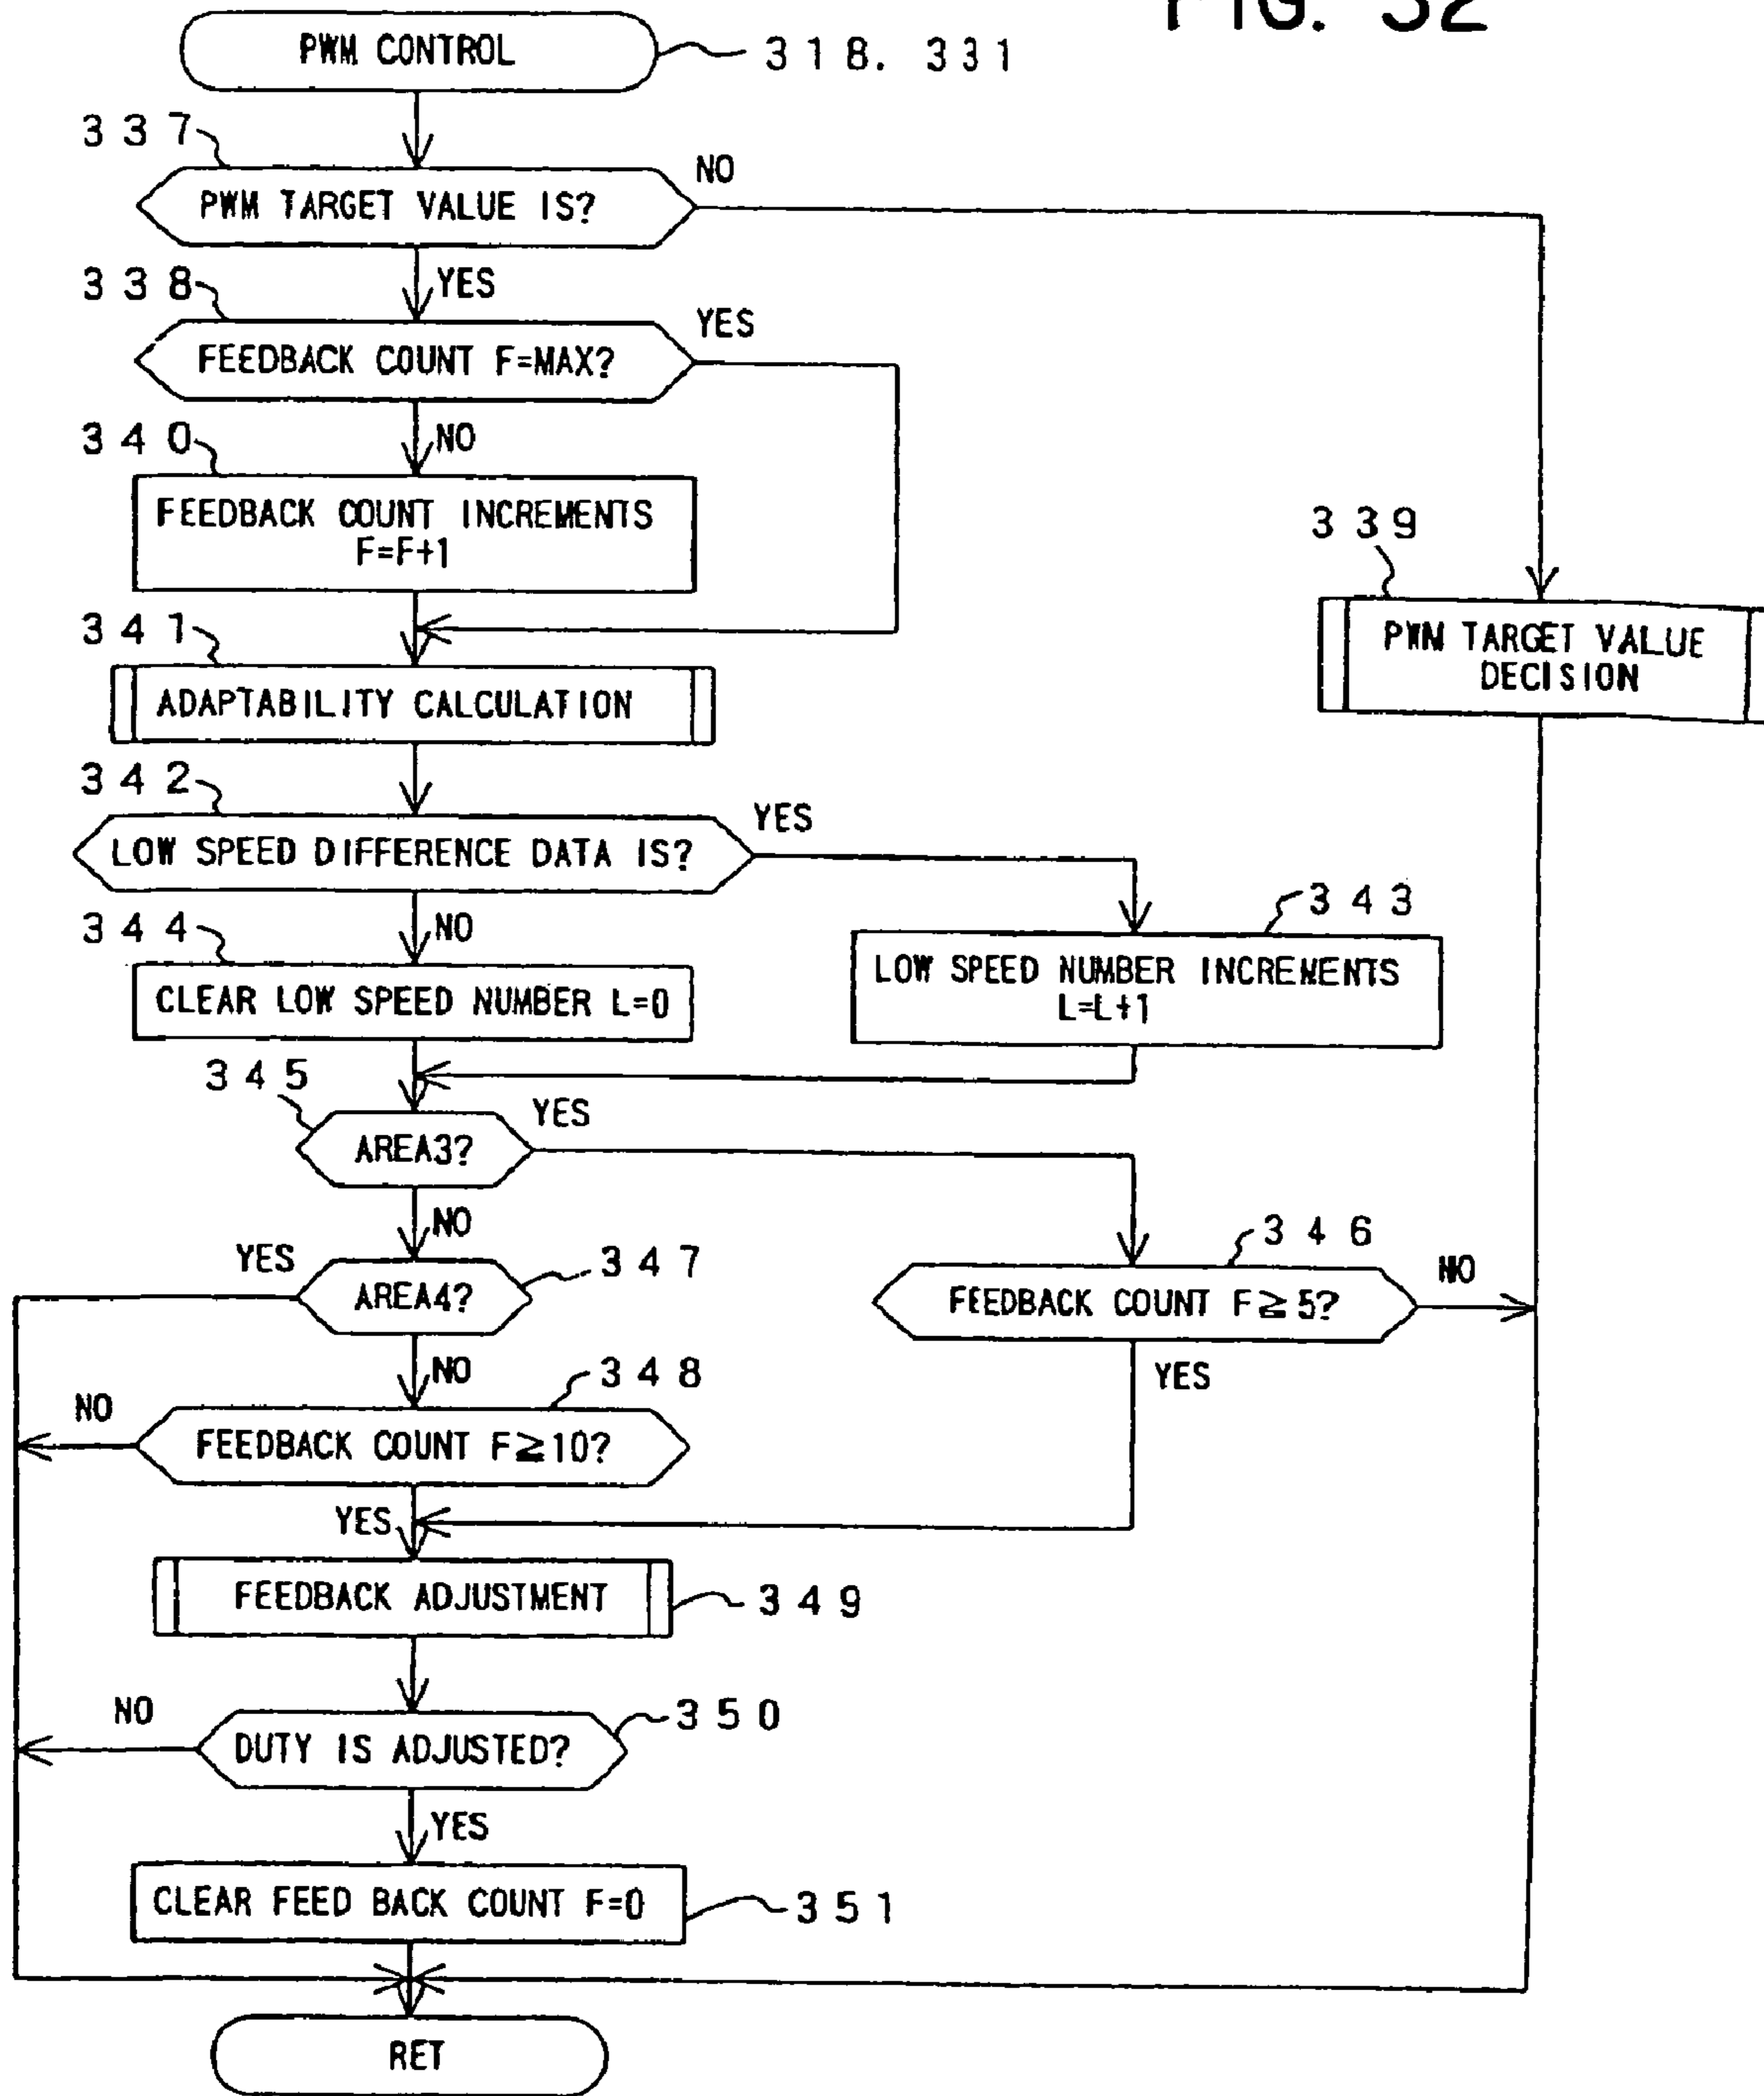 FIG. 32
PWM CONTROL
318. 331
337
PWM TARGET VALUE IS?
NO
YES
338
FEEDBACK COUNT F=MAX?
YES
NO
340
FEEDBACK COUNT INCREMENTS
F=F+1
339
PWM TARGET VALUE
DECISION
341
ADAPTABILITY CALCULATION
342
LOW SPEED DIFFERENCE DATA IS?
YES
NO
343
LOW SPEED NUMBER INCREMENTS
L=L+1
344
CLEAR LOW SPEED NUMBER L=0
345
AREA3?
YES
NO
346
FEEDBACK COUNT F≧5?
NO
YES
347
AREA4?
YES
NO
348
FEEDBACK COUNT F≧10?
NO
YES
FEEDBACK ADJUSTMENT
349
350
DUTY IS ADJUSTED?
NO
YES
CLEAR FEED BACK COUNT F=0
351
RET